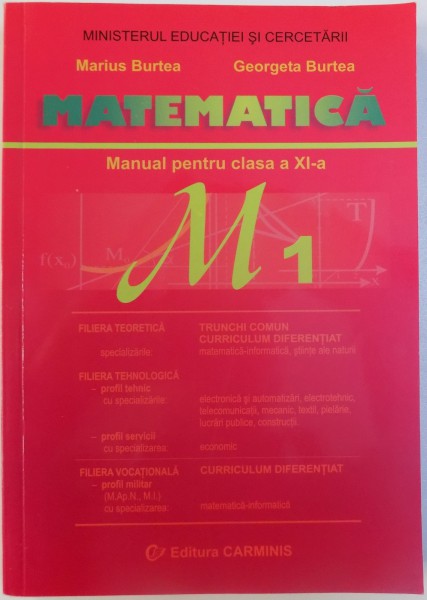 MINISTERUL EDUCAȚIEI ȘI CERCETĂRII
Marius Burtea Georgeta Burtea
MATEMATICĂ
Manual pentru clasa a XI-a
f(x₀) M₀ T
M 1
x
FILIERA TEORETICĂ TRUNCHI COMUN
CURRICULUM DIFERENȚIAT
specializările: matematică-informatică, științe ale naturii
FILIERA TEHNOLOGICĂ
– profil tehnic
cu specializările: electronică și automatizări, electrotehnic,
telecomunicații, mecanic, textil, pielărie,
lucrări publice, construcții.
– profil servicii
cu specializarea: economic
FILIERA VOCAȚIONALĂ CURRICULUM DIFERENȚIAT
– profil militar
(M.Ap.N., M.I.)
cu specializarea: matematică-informatică
Editura CARMINIS